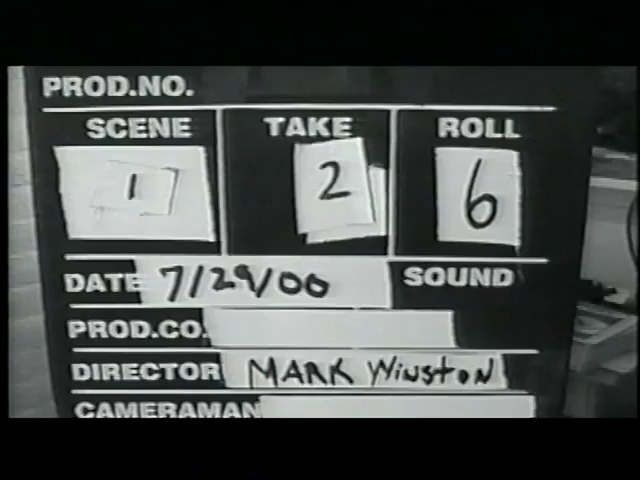 PROD.NO.
SCENE TAKE ROLL
1 2 6
DATE 7/29/00 SOUND
PROD.CO.
DIRECTOR MARK WINSTON
CAMERAMAN